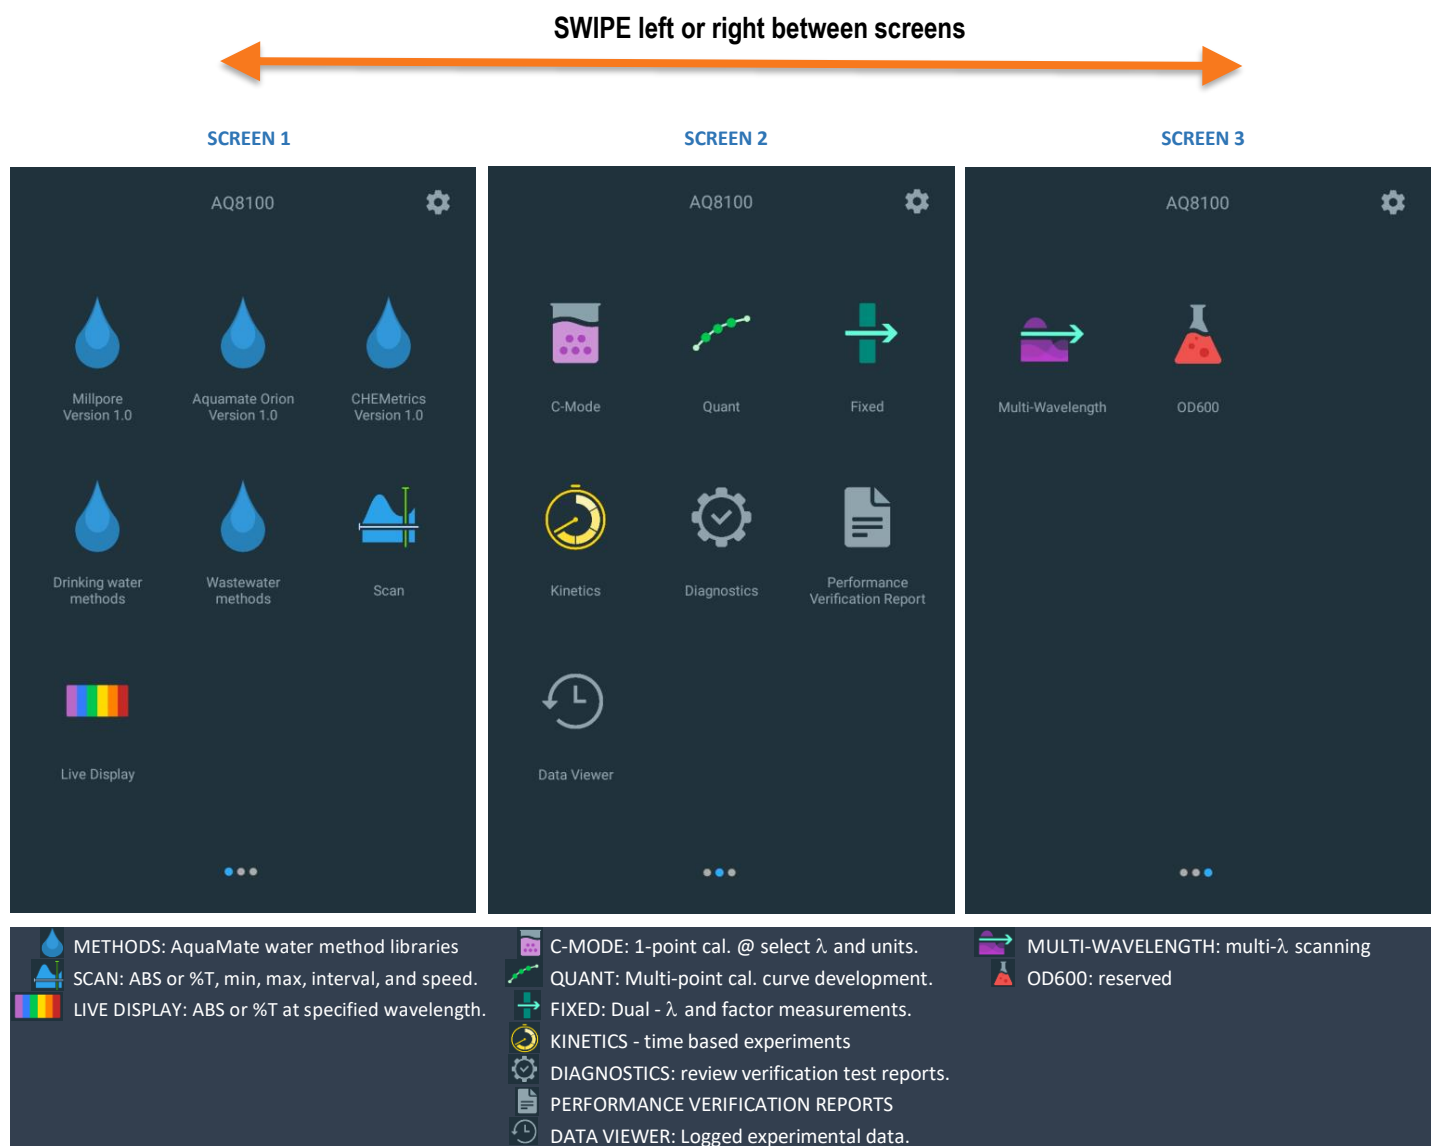 SWIPE left or right between screens
SCREEN 1
SCREEN 2
SCREEN 3
AQ8100
Millpore
Version 1.0
Aquamate Orion
Version 1.0
CHEMetrics
Version 1.0
Drinking water
methods
Wastewater
methods
Scan
Live Display
AQ8100
C-Mode
Quant
Fixed
Kinetics
Diagnostics
Performance
Verification Report
Data Viewer
AQ8100
Multi-Wavelength
OD600
METHODS: AquaMate water method libraries
SCAN: ABS or %T, min, max, interval, and speed.
LIVE DISPLAY: ABS or %T at specified wavelength.
C-MODE: 1-point cal. @ select λ and units.
QUANT: Multi-point cal. curve development.
FIXED: Dual - λ and factor measurements.
KINETICS - time based experiments
DIAGNOSTICS: review verification test reports.
PERFORMANCE VERIFICATION REPORTS
DATA VIEWER: Logged experimental data.
MULTI-WAVELENGTH: multi-λ scanning
OD600: reserved